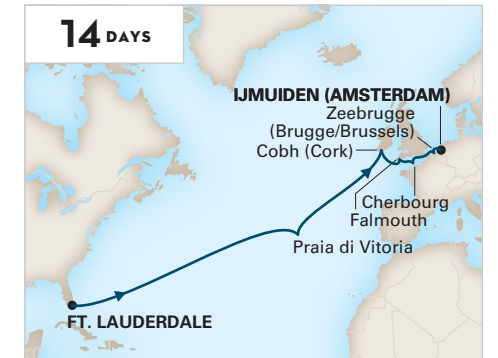 14 DAYS
IJMUIDEN (AMSTERDAM)
Zeebrugge
(Brugge/Brussels)
Cobh (Cork)
Cherbourg
Falmouth
Praia di Vitoria
FT. LAUDERDALE